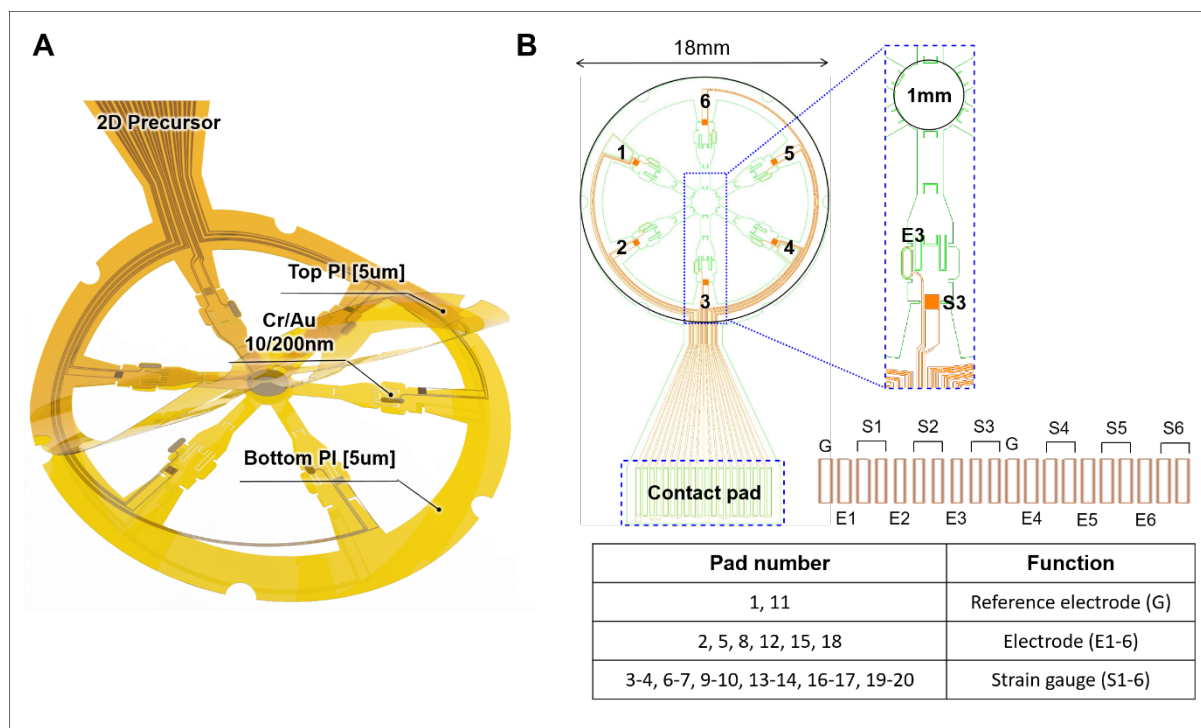 A
2D Precursor
Top PI [5um]
Cr/Au
10/200nm
Bottom PI [5um]
B
18mm
6
1
5
2
4
3
Contact pad
1mm
E3
S3
G S1 S2 S3 G S4 S5 S6
E1 E2 E3 E4 E5 E6
Pad number Function
1, 11 Reference electrode (G)
2, 5, 8, 12, 15, 18 Electrode (E1-6)
3-4, 6-7, 9-10, 13-14, 16-17, 19-20 Strain gauge (S1-6)